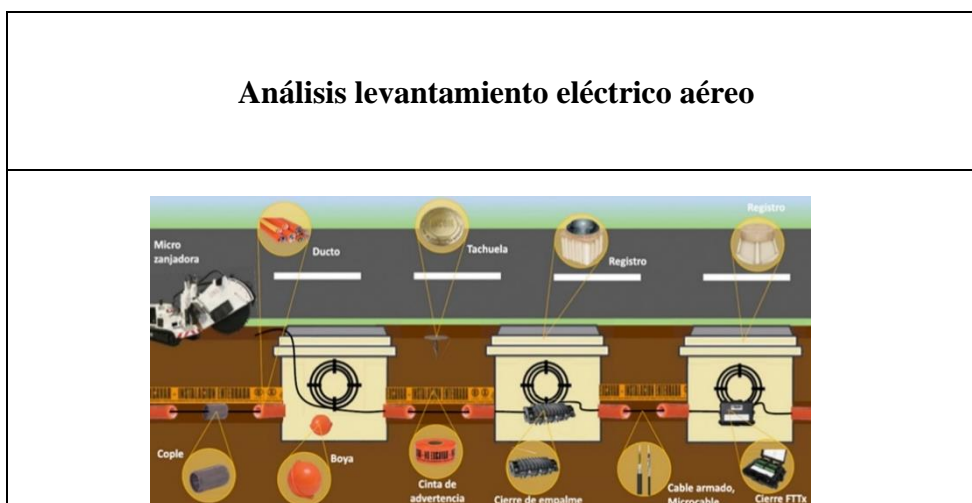 Análisis levantamiento eléctrico aéreo
Registro
Micro
zanjadora
Ducto
Tachuela
Registro
Cople
Boya
Cinta de
advertencia
Cierre de empalme
Cable armado,
Microcable
Cierre FTTx